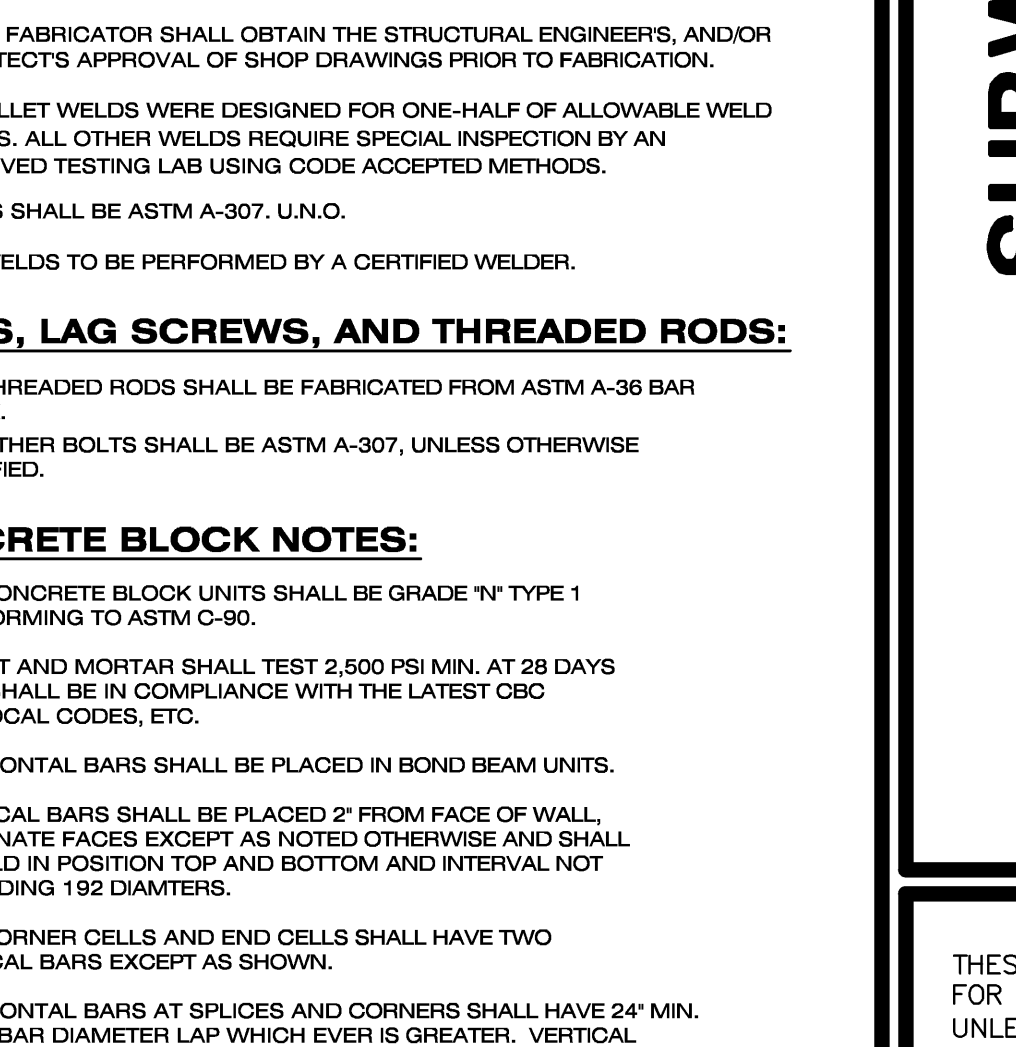 FABRICATOR SHALL OBTAIN THE STRUCTURAL ENGINEER'S, AND/OR
TECT'S APPROVAL OF SHOP DRAWINGS PRIOR TO FABRICATION.
LLET WELDS WERE DESIGNED FOR ONE-HALF OF ALLOWABLE WELD
S. ALL OTHER WELDS REQUIRE SPECIAL INSPECTION BY AN
VED TESTING LAB USING CODE ACCEPTED METHODS.
S SHALL BE ASTM A-307. U.N.O.
ELDS TO BE PERFORMED BY A CERTIFIED WELDER.
S, LAG SCREWS, AND THREADED RODS:
HREADED RODS SHALL BE FABRICATED FROM ASTM A-36 BAR
.
THER BOLTS SHALL BE ASTM A-307, UNLESS OTHERWISE
FIED.
CRETE BLOCK NOTES:
ONCRETE BLOCK UNITS SHALL BE GRADE "N" TYPE 1
ORMING TO ASTM C-90.
T AND MORTAR SHALL TEST 2,500 PSI MIN. AT 28 DAYS
SHALL BE IN COMPLIANCE WITH THE LATEST CBC
OCAL CODES, ETC.
ONTAL BARS SHALL BE PLACED IN BOND BEAM UNITS.
CAL BARS SHALL BE PLACED 2" FROM FACE OF WALL,
NATE FACES EXCEPT AS NOTED OTHERWISE AND SHALL
LD IN POSITION TOP AND BOTTOM AND INTERVAL NOT
DING 192 DIAMTERS.
ORNER CELLS AND END CELLS SHALL HAVE TWO
CAL BARS EXCEPT AS SHOWN.
ONTAL BARS AT SPLICES AND CORNERS SHALL HAVE 24" MIN.
BAR DIAMETER LAP WHICH EVER IS GREATER. VERTICAL
SURV
THES
FOR
UNLE